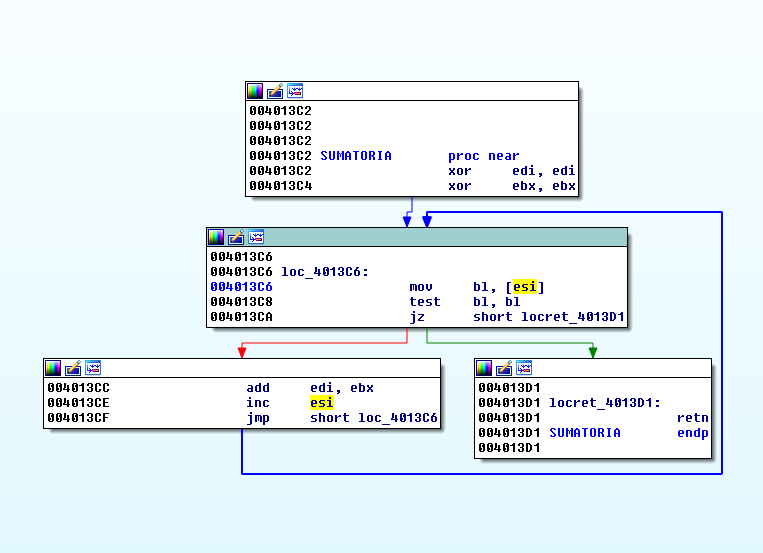 004013C2
004013C2
004013C2
004013C2 SUMATORIA proc near
004013C2 xor edi, edi
004013C4 xor ebx, ebx
004013C6
004013C6 loc_4013C6:
004013C6 mov bl, [esi]
004013C8 test bl, bl
004013CA jz short locret_4013D1
004013CC add edi, ebx
004013CE inc esi
004013CF jmp short loc_4013C6
004013D1
004013D1 locret_4013D1:
004013D1 retn
004013D1 SUMATORIA endp
004013D1